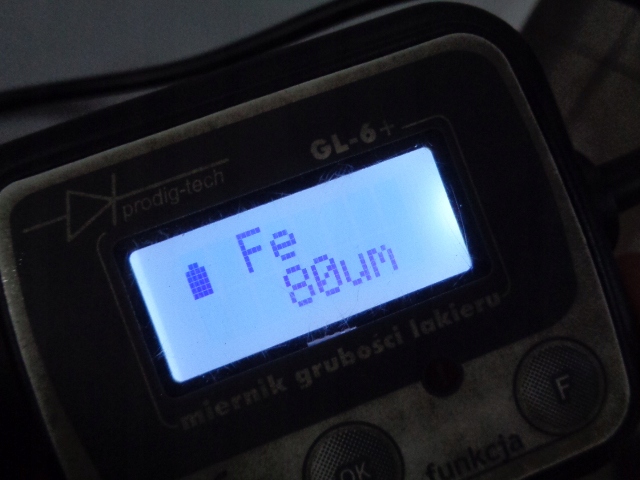 GL-6+
prodig-tech
Fe
80um
miernik grubości lakieru
F
OK
funkcja